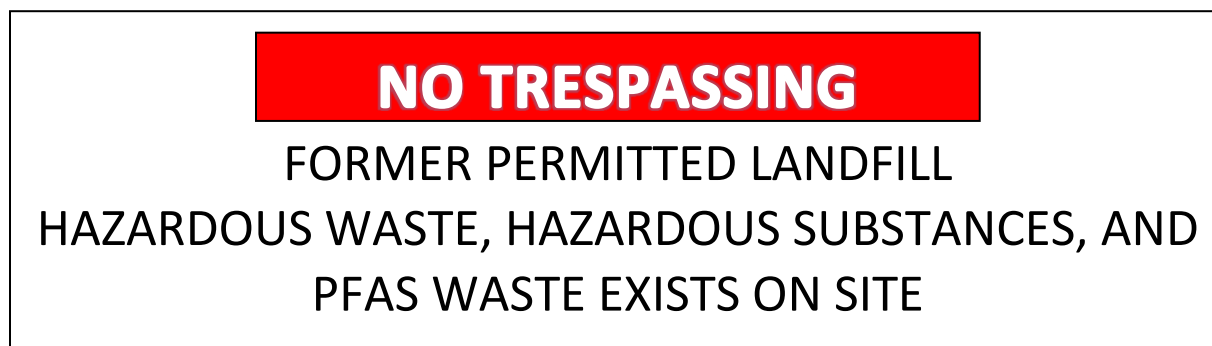 NO TRESPASSING
FORMER PERMITTED LANDFILL
HAZARDOUS WASTE, HAZARDOUS SUBSTANCES, AND
PFAS WASTE EXISTS ON SITE